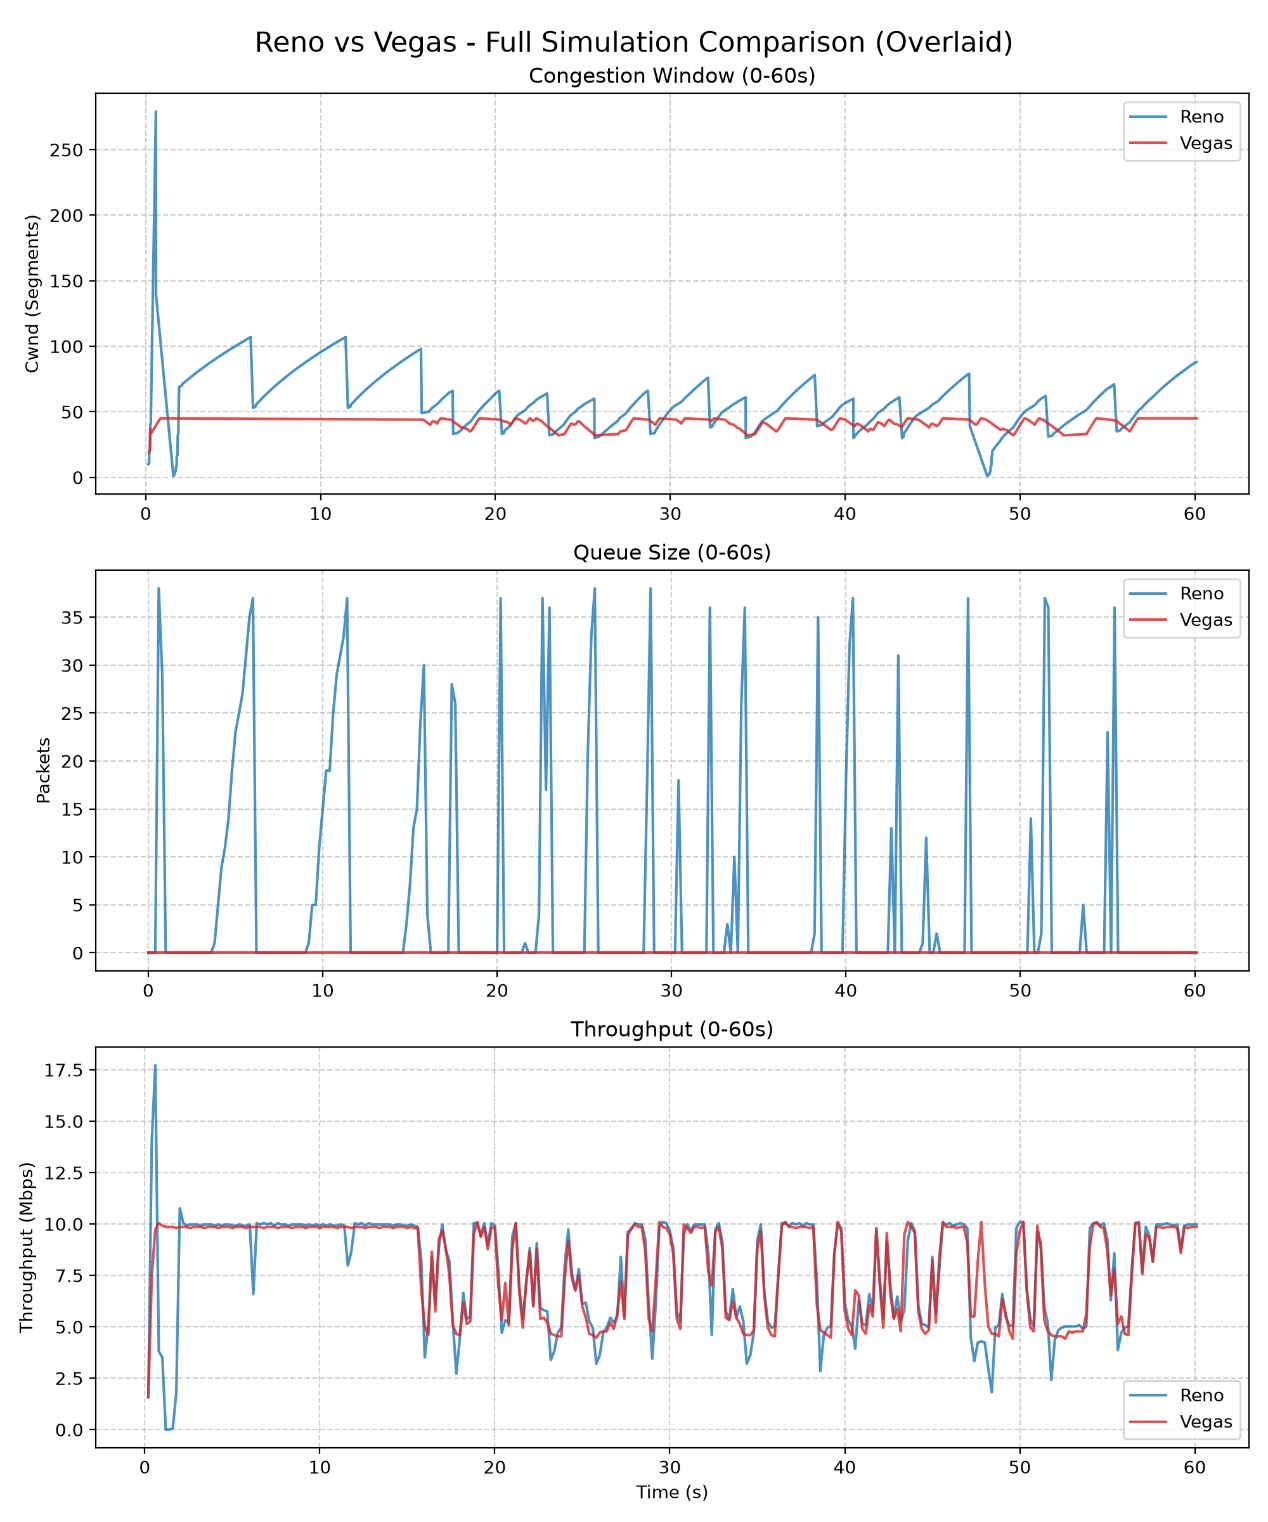 Reno vs Vegas - Full Simulation Comparison (Overlaid)
Congestion Window (0-60s)
Cwnd (Segments)
250
200
150
100
50
0
Reno
Vegas
0 10 20 30 40 50 60
Queue Size (0-60s)
Packets
35
30
25
20
15
10
5
0
Reno
Vegas
0 10 20 30 40 50 60
Throughput (0-60s)
Throughput (Mbps)
17.5
15.0
12.5
10.0
7.5
5.0
2.5
0.0
Reno
Vegas
0 10 20 30 40 50 60
Time (s)